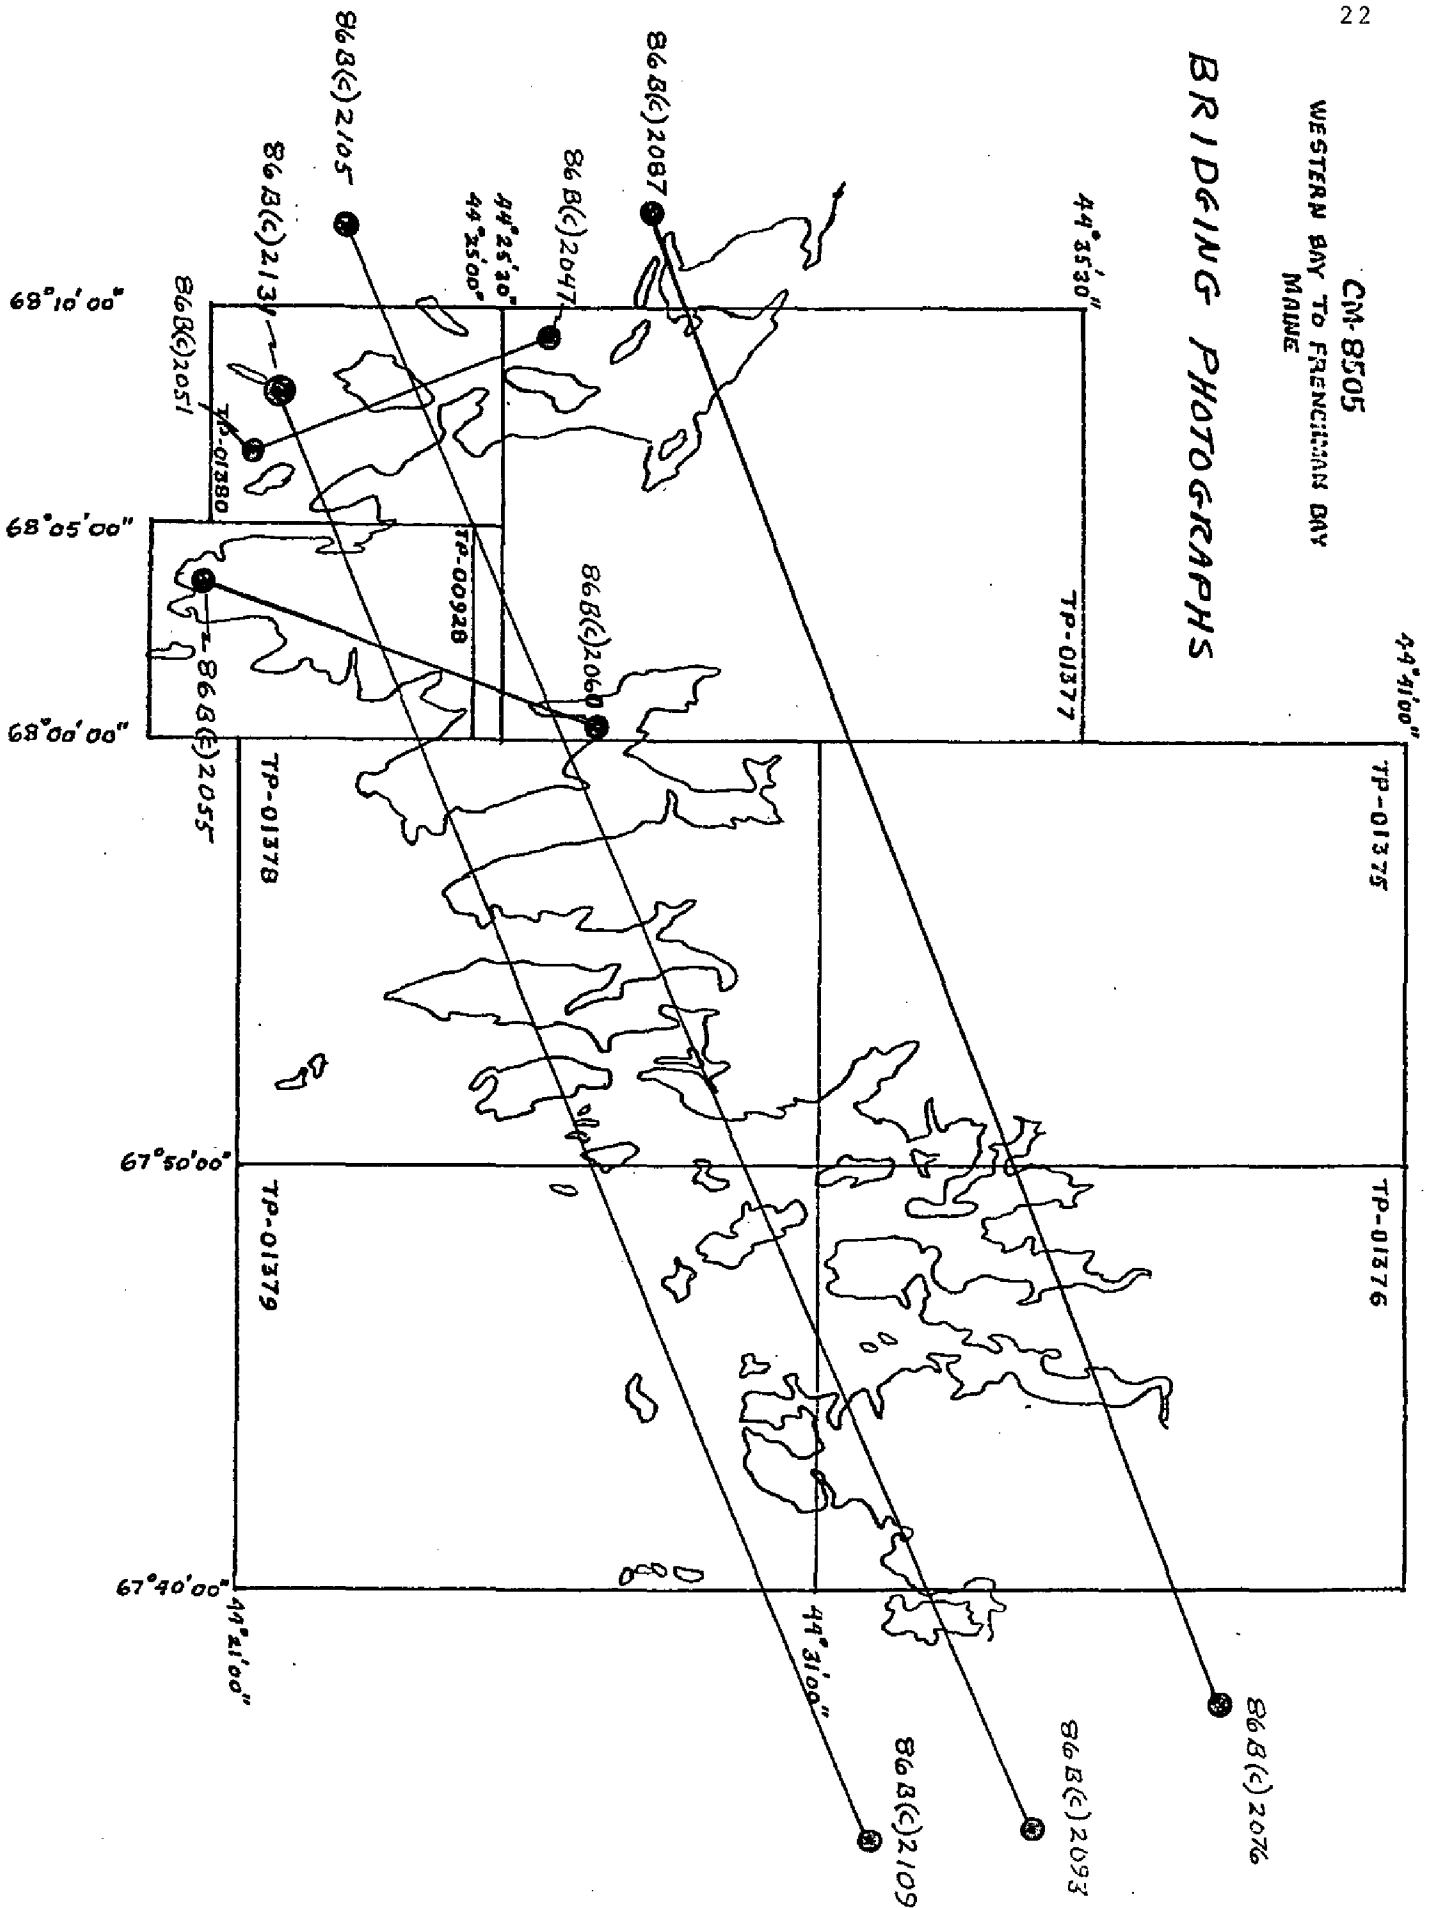 22
CM-8505
WESTERN BAY TO FRENCHMAN BAY
MAINE
BRIDGING PHOTOGRAPHS
44°41'00"
44°35'30"
44°25'30"
44°25'00"
44°31'00"
44°21'00"
68°10'00"
68°05'00"
68°00'00"
67°50'00"
67°40'00"
TP-01375
TP-01376
TP-01377
TP-01378
TP-01379
TP-01380
TP-00928
86B(C)2087
86B(C)2047
86B(C)2105
86B(C)2131
86B(C)2051
86B(C)2060
86B(C)2055
86B(C)2076
86B(C)2093
86B(C)2109